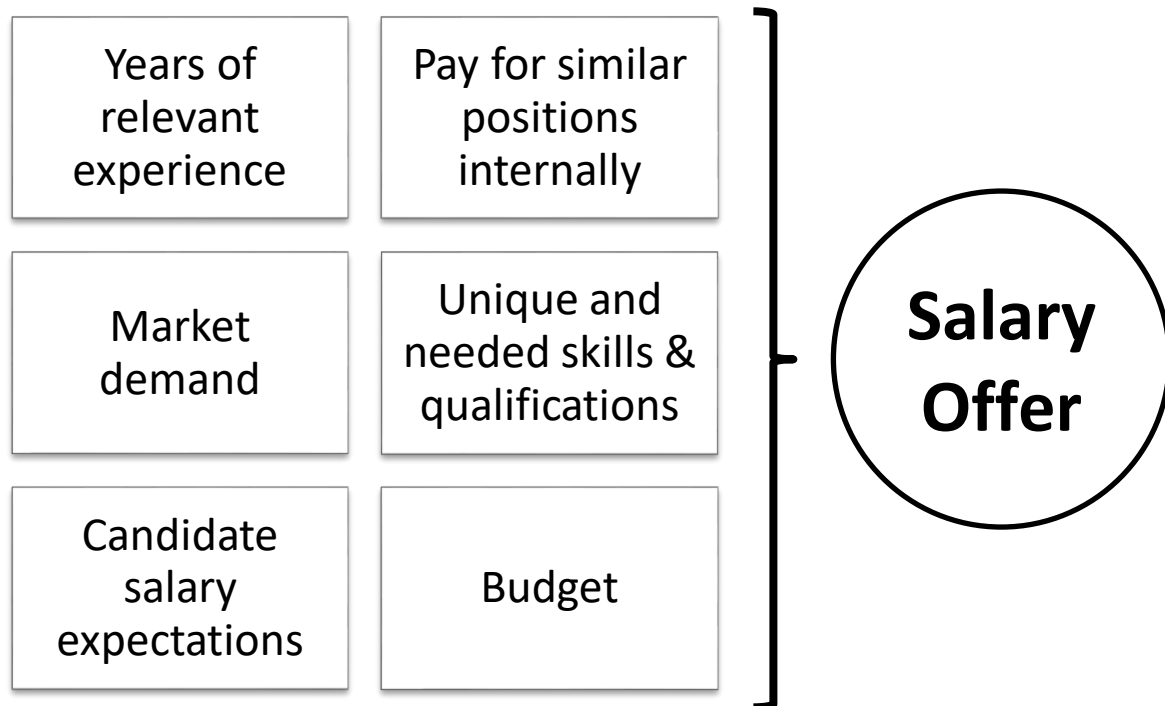 Years of
relevant
experience
Pay for similar
positions
internally
Market
demand
Unique and
needed skills &
qualifications
Candidate
salary
expectations
Budget
Salary
Offer